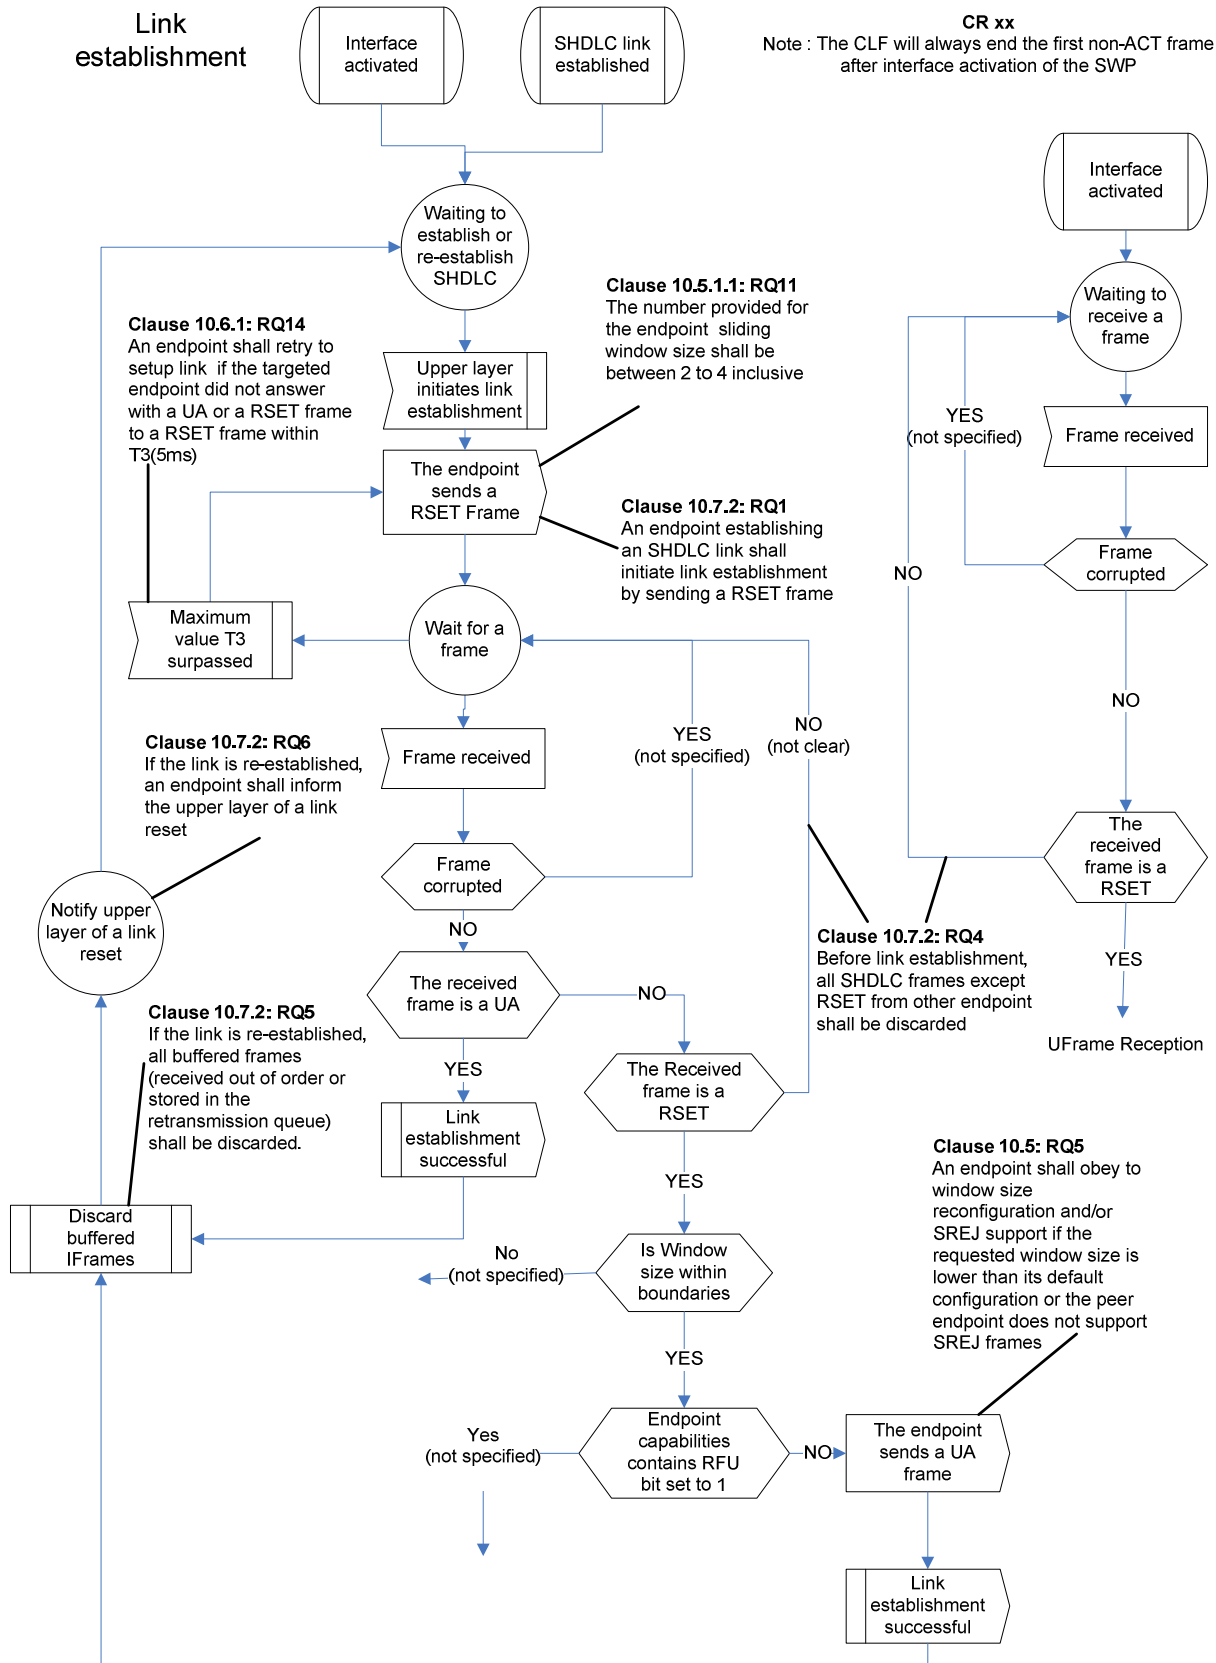 Link
establishment
Interface
activated
SHDLC link
established
CR xx
Note : The CLF will always end the first non-ACT frame
after interface activation of the SWP
Interface
activated
Waiting to
establish or
re-establish
SHDLC
Waiting to
receive a
frame
Clause 10.5.1.1: RQ11
The number provided for
the endpoint sliding
window size shall be
between 2 to 4 inclusive
Clause 10.6.1: RQ14
An endpoint shall retry to
setup link if the targeted
endpoint did not answer
with a UA or a RSET frame
to a RSET frame within
T3(5ms)
Upper layer
initiates link
establishment
YES
(not specified)
Frame received
The endpoint
sends a
RSET Frame
Clause 10.7.2: RQ1
An endpoint establishing
an SHDLC link shall
initiate link establishment
by sending a RSET frame
NO
Frame
corrupted
Maximum
value T3
surpassed
Wait for a
frame
NO
YES
(not specified)
NO
(not clear)
Clause 10.7.2: RQ6
If the link is re-established,
an endpoint shall inform
the upper layer of a link
reset
Frame received
The
received
frame is a
RSET
Frame
corrupted
Notify upper
layer of a link
reset
NO
Clause 10.7.2: RQ4
Before link establishment,
all SHDLC frames except
RSET from other endpoint
shall be discarded
YES
UFrame Reception
The received
frame is a UA
NO
Clause 10.7.2: RQ5
If the link is re-established,
all buffered frames
(received out of order or
stored in the
retransmission queue)
shall be discarded.
YES
The Received
frame is a
RSET
Link
establishment
successful
YES
Clause 10.5: RQ5
An endpoint shall obey to
window size
reconfiguration and/or
SREJ support if the
requested window size is
lower than its default
configuration or the peer
endpoint does not support
SREJ frames
Discard
buffered
IFrames
No
(not specified)
Is Window
size within
boundaries
YES
Yes
(not specified)
Endpoint
capabilities
contains RFU
bit set to 1
NO
The endpoint
sends a UA
frame
Link
establishment
successful